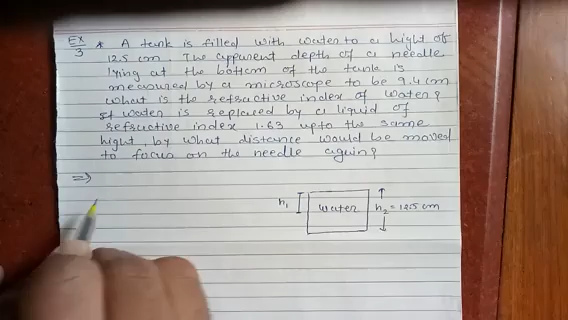 Ex/3 * A tank is filled with water to a hight of
12.5 cm. The apparent depth of a needle
lying at the bottom of the tank is
measured by a microscope to be 9.4 cm
what is the refractive index of water?
If water is replaced by a liquid of
refractive index 1.63 upto the same
hight, by what distance would be moved
to focus on the needle again?
⇒
h₁ water h₂ = 12.5 cm